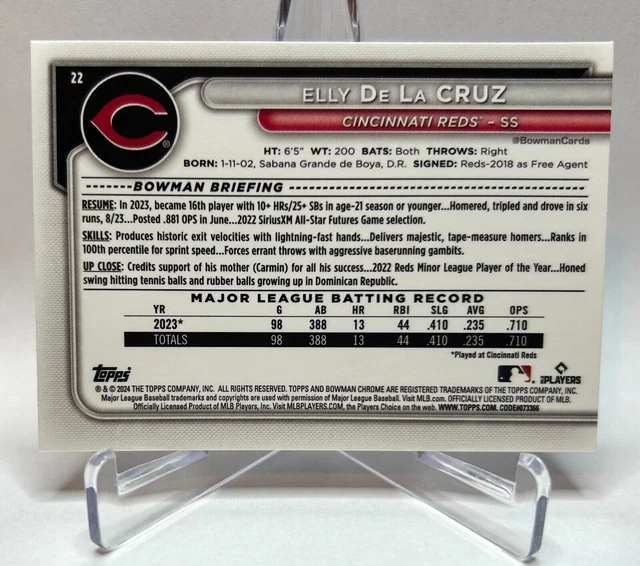 22
C
®
ELLY DE LA CRUZ
CINCINNATI REDS™ – SS
@BowmanCards
HT: 6'5" WT: 200 BATS: Both THROWS: Right
BORN: 1-11-02, Sabana Grande de Boya, D.R. SIGNED: Reds-2018 as Free Agent
BOWMAN BRIEFING
RESUME: In 2023, became 16th player with 10+ HRs/25+ SBs in age-21 season...Homered, tripled and drove in six
runs, 8/23...Posted .881 OPS in June...2022 SiriusXM All-Star Futures Game selection.
SKILLS: Produces historic exit velocities with lightning-fast hands...Delivers majestic, tape-measure homers...Ranks in
100th percentile for sprint speed...Forces errant throws with aggressive baserunning gambits.
UP CLOSE: Credits support of his mother (Carmin) for all his success...2022 Reds Minor League Player of the Year...Honed
swing hitting tennis balls and rubber balls growing up in Dominican Republic.
MAJOR LEAGUE BATTING RECORD
YR G AB HR RBI SLG AVG OPS
2023* 98 388 13 44 .410 .235 .710
TOTALS 98 388 13 44 .410 .235 .710
*Played at Cincinnati Reds
Topps
PLAYERS
® & © 2024 THE TOPPS COMPANY, INC. ALL RIGHTS RESERVED. TOPPS AND BOWMAN CHROME ARE REGISTERED TRADEMARKS OF THE TOPPS COMPANY, INC.
Major League Baseball trademarks and copyrights are used with permission of Major League Baseball. Visit MLB.com. OFFICIALLY LICENSED PRODUCT OF MLB.
Officially Licensed Product of MLB Players, Inc. Visit MLBPLAYERS.com, the Players Choice on the web. WWW.TOPPS.COM. CODE#073366